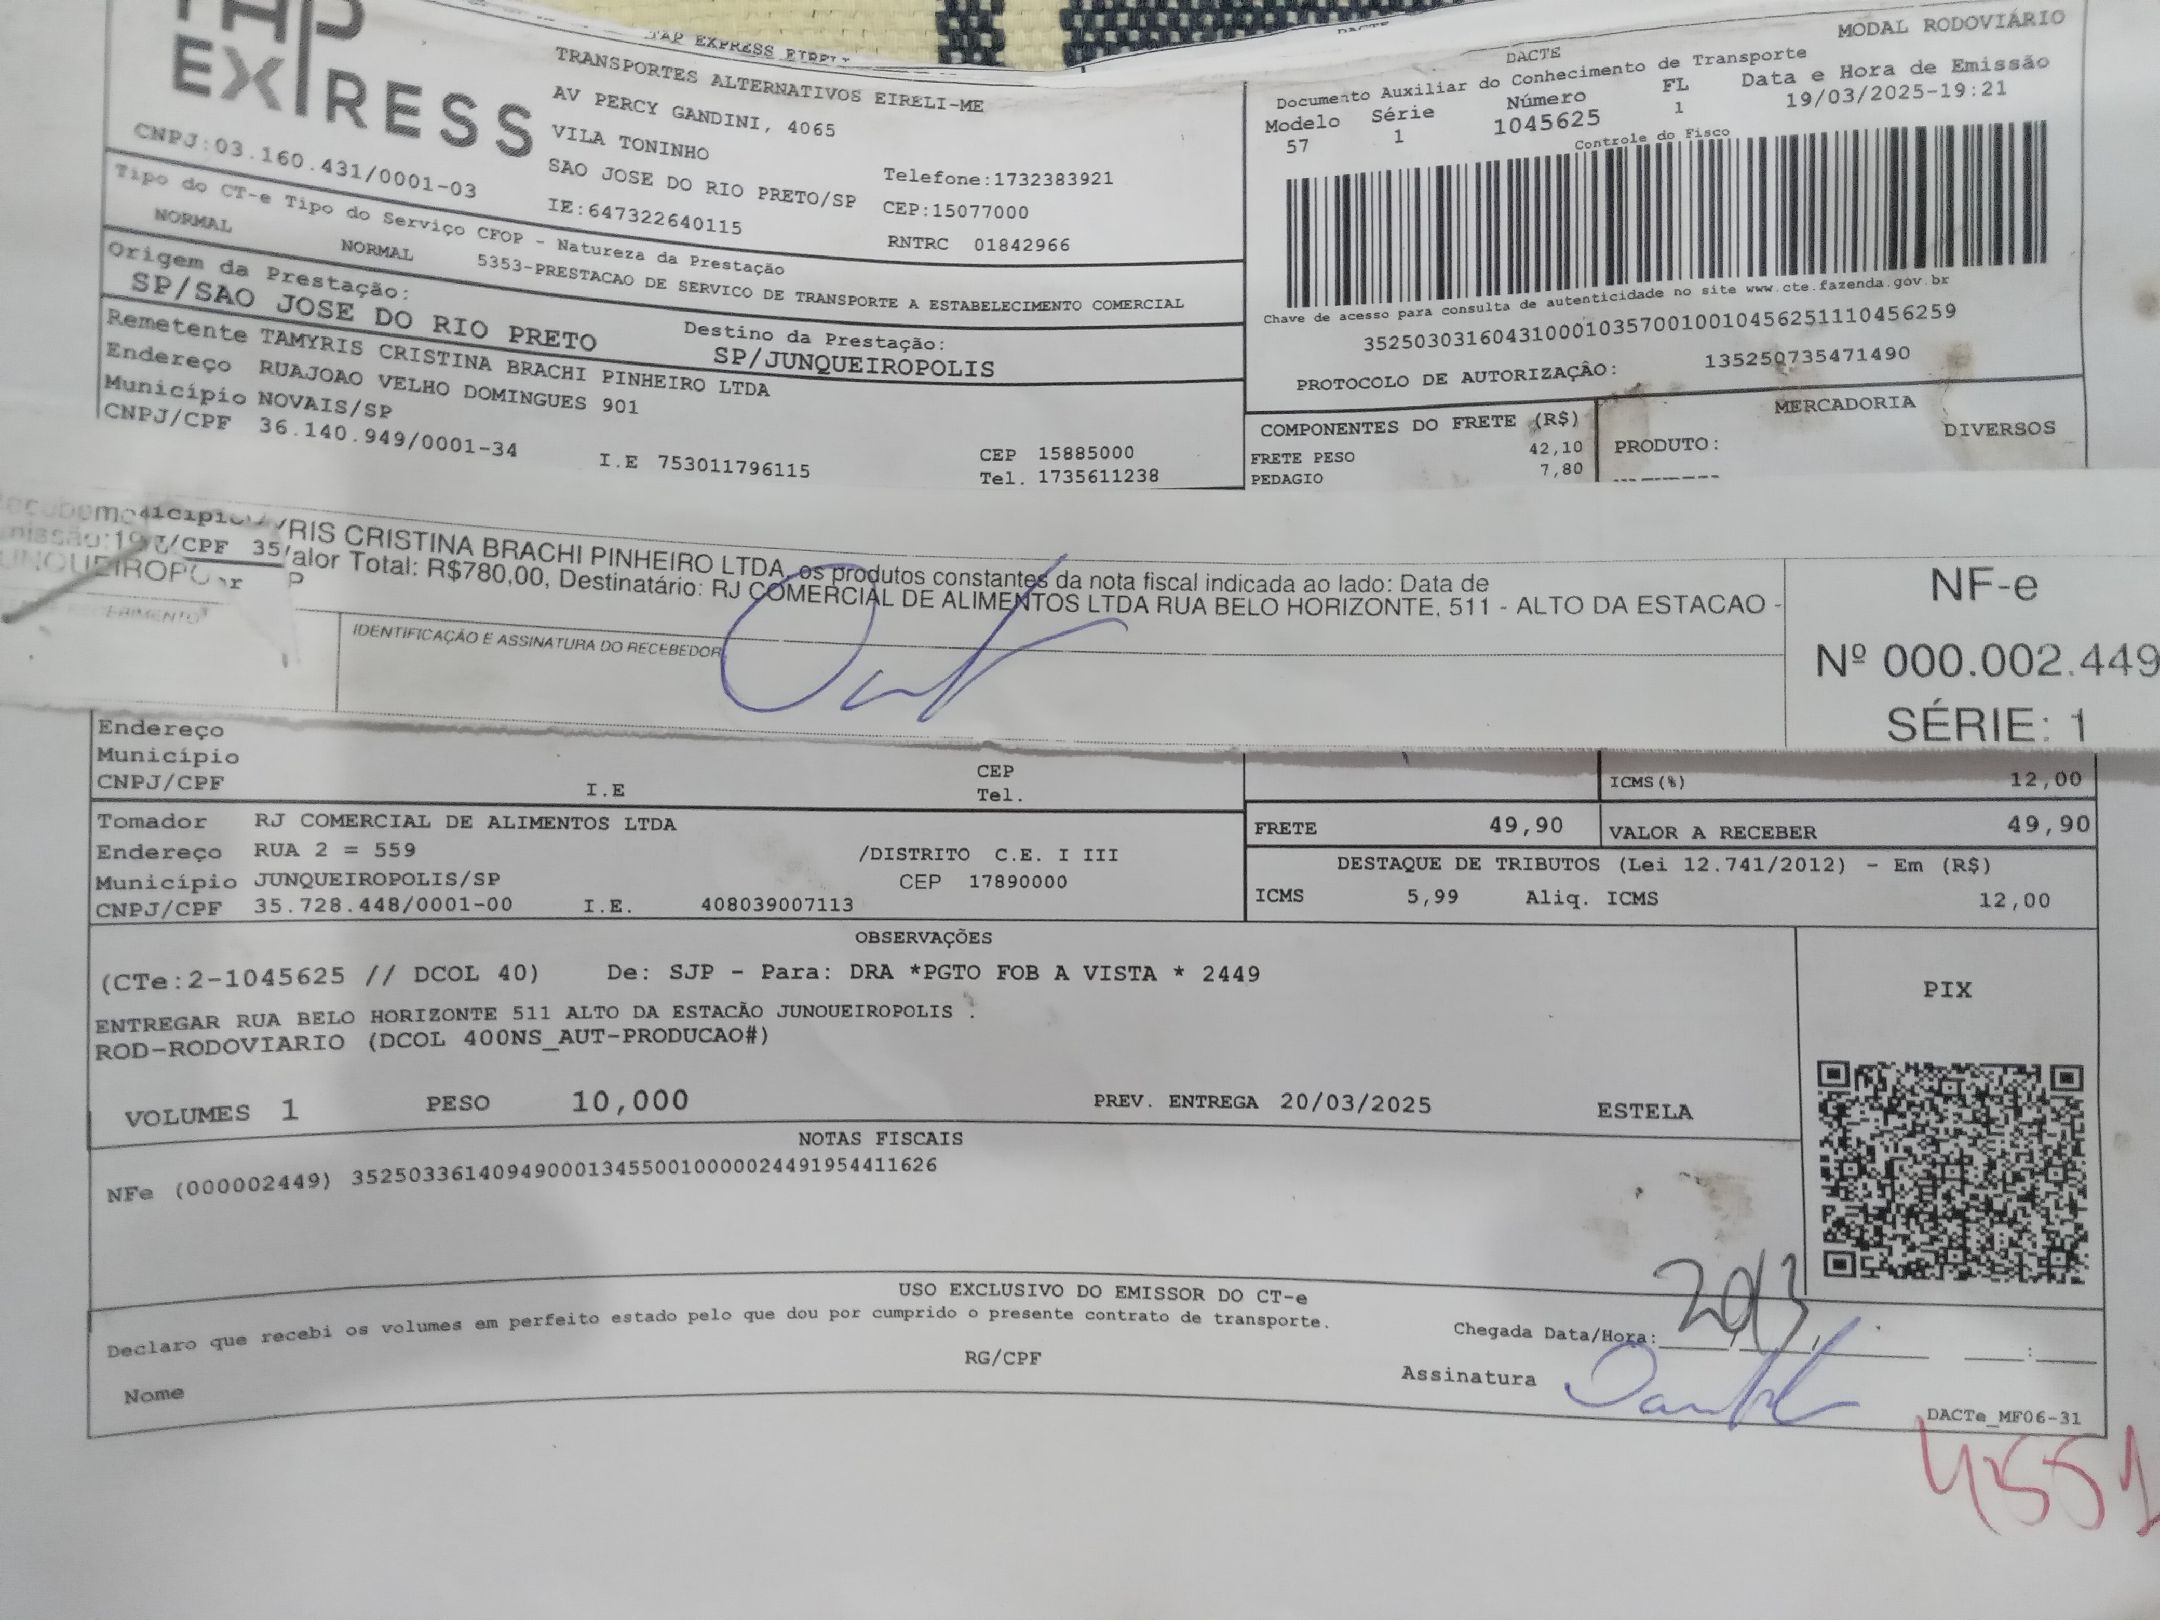 TAP
EXPRESS
TAP EXPRESS EIRELI
TRANSPORTES ALTERNATIVOS EIRELI-ME
AV PERCY GANDINI, 4065
VILA TONINHO
SAO JOSE DO RIO PRETO/SP
IE:647322640115
Telefone:1732383921
CEP:15077000
RNTRC 01842966
CNPJ:03.160.431/0001-03
MODAL RODOVIÁRIO
DACTE
Documento Auxiliar do Conhecimento de Transporte
Modelo Série Número FL Data e Hora de Emissão
57 1 1045625 1 19/03/2025-19:21
Controle do Fisco
Chave de acesso para consulta de autenticidade no site www.cte.fazenda.gov.br
35250303160431000103570010010456251110456259
PROTOCOLO DE AUTORIZAÇÂO: 135250735471490
Tipo do CT-e Tipo do Serviço CFOP - Natureza da Prestação
NORMAL NORMAL 5353-PRESTACAO DE SERVICO DE TRANSPORTE A ESTABELECIMENTO COMERCIAL
Origem da Prestação: Destino da Prestação:
SP/SAO JOSE DO RIO PRETO SP/JUNQUEIROPOLIS
Remetente TAMYRIS CRISTINA BRACHI PINHEIRO LTDA
Endereço RUAJOAO VELHO DOMINGUES 901
Município NOVAIS/SP CEP 15885000
CNPJ/CPF 36.140.949/0001-34 I.E 753011796115 Tel. 1735611238
COMPONENTES DO FRETE (R$)
FRETE PESO 42,10
PEDAGIO 7,80
MERCADORIA
PRODUTO: DIVERSOS
YRIS CRISTINA BRACHI PINHEIRO LTDA, os produtos constantes da nota fiscal indicada ao lado: Data de
/CPF 35
Valor Total: R$780,00, Destinatário: RJ COMERCIAL DE ALIMENTOS LTDA RUA BELO HORIZONTE, 511 - ALTO DA ESTACAO -
IDENTIFICAÇÃO E ASSINATURA DO RECEBEDOR
NF-e
Nº 000.002.449
SÉRIE: 1
Endereço
Município CEP
CNPJ/CPF I.E Tel.
ICMS(%) 12,00
Tomador RJ COMERCIAL DE ALIMENTOS LTDA
Endereço RUA 2 = 559 /DISTRITO C.E. I III
Município JUNQUEIROPOLIS/SP CEP 17890000
CNPJ/CPF 35.728.448/0001-00 I.E. 408039007113
FRETE 49,90 VALOR A RECEBER 49,90
DESTAQUE DE TRIBUTOS (Lei 12.741/2012) - Em (R$)
ICMS 5,99 Aliq. ICMS 12,00
OBSERVAÇÕES
(CTe:2-1045625 // DCOL 40) De: SJP - Para: DRA *PGTO FOB A VISTA * 2449
ENTREGAR RUA BELO HORIZONTE 511 ALTO DA ESTACÃO JUNQUEIROPOLIS .
ROD-RODOVIARIO (DCOL 400NS_AUT-PRODUCAO#)
PIX
VOLUMES 1 PESO 10,000 PREV. ENTREGA 20/03/2025 ESTELA
NOTAS FISCAIS
NFe (000002449) 35250336140949000134550010000024491954411626
USO EXCLUSIVO DO EMISSOR DO CT-e
Declaro que recebi os volumes em perfeito estado pelo que dou por cumprido o presente contrato de transporte.
Chegada Data/Hora: 20/3
RG/CPF
Nome Assinatura
DACTe_MF06-31
4551